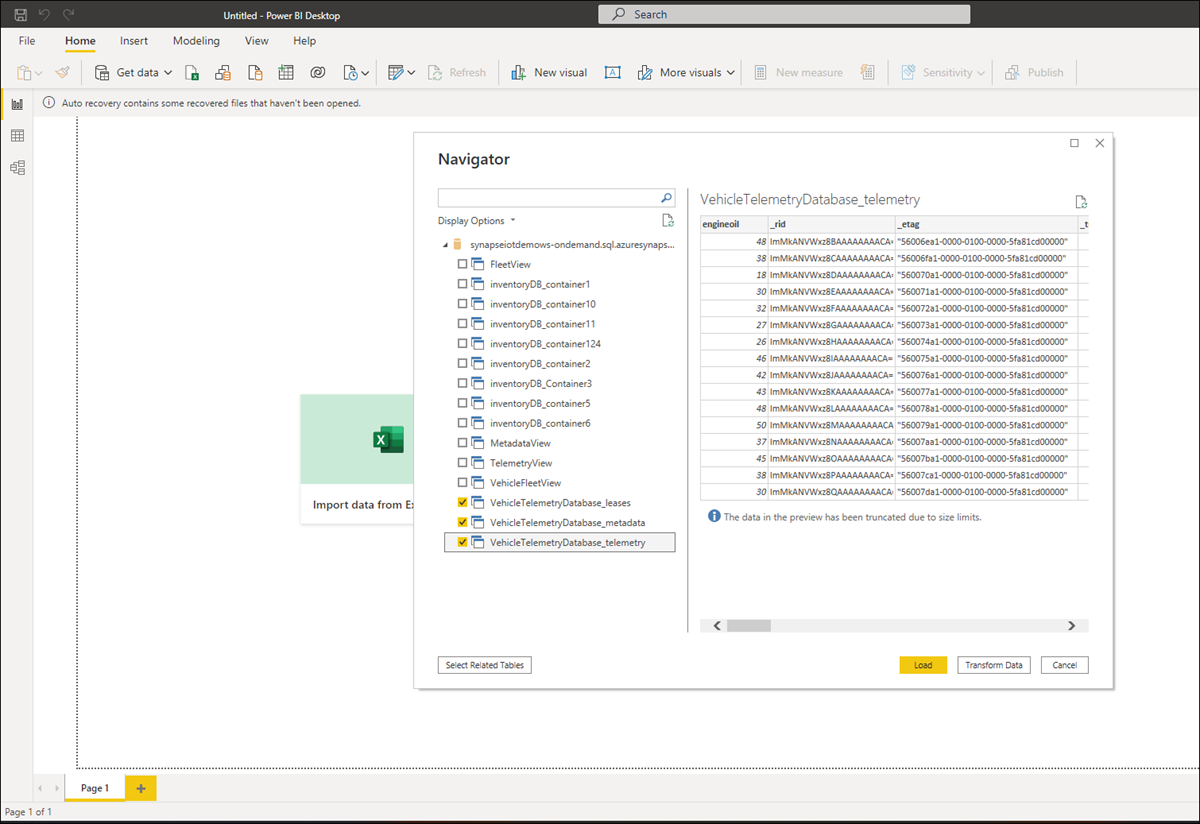 Untitled - Power BI Desktop
Search
File Home Insert Modeling View Help
Get data Refresh New visual A More visuals New measure Sensitivity Publish
Auto recovery contains some recovered files that haven't been opened.
Import data from Ex
Navigator
Display Options
synapseiotdemows-ondemand.sql.azuresynaps...
FleetView
inventoryDB_container1
inventoryDB_container10
inventoryDB_container11
inventoryDB_container124
inventoryDB_container2
inventoryDB_Container3
inventoryDB_container5
inventoryDB_container6
MetadataView
TelemetryView
VehicleFleetView
VehicleTelemetryDatabase_leases
VehicleTelemetryDatabase_metadata
VehicleTelemetryDatabase_telemetry
VehicleTelemetryDatabase_telemetry
engineoil _rid _etag
48 ImMkANVWxz8BAAAAAAAACA= "56006ea1-0000-0100-0000-5fa81cd00000"
38 ImMkANVWxz8CAAAAAAAACA= "56006fa1-0000-0100-0000-5fa81cd00000"
18 ImMkANVWxz8DAAAAAAAACA= "560070a1-0000-0100-0000-5fa81cd00000"
30 ImMkANVWxz8EAAAAAAAACA= "560071a1-0000-0100-0000-5fa81cd00000"
32 ImMkANVWxz8FAAAAAAAACA= "560072a1-0000-0100-0000-5fa81cd00000"
27 ImMkANVWxz8GAAAAAAAACA= "560073a1-0000-0100-0000-5fa81cd00000"
26 ImMkANVWxz8HAAAAAAAACA= "560074a1-0000-0100-0000-5fa81cd00000"
46 ImMkANVWxz8IAAAAAAAACA= "560075a1-0000-0100-0000-5fa81cd00000"
42 ImMkANVWxz8JAAAAAAAACA= "560076a1-0000-0100-0000-5fa81cd00000"
43 ImMkANVWxz8KAAAAAAAACA= "560077a1-0000-0100-0000-5fa81cd00000"
48 ImMkANVWxz8LAAAAAAAACA= "560078a1-0000-0100-0000-5fa81cd00000"
50 ImMkANVWxz8MAAAAAAAACA "560079a1-0000-0100-0000-5fa81cd00000"
37 ImMkANVWxz8NAAAAAAAACA= "56007aa1-0000-0100-0000-5fa81cd00000"
45 ImMkANVWxz8OAAAAAAAACA= "56007ba1-0000-0100-0000-5fa81cd00000"
38 ImMkANVWxz8PAAAAAAAACA= "56007ca1-0000-0100-0000-5fa81cd00000"
30 ImMkANVWxz8QAAAAAAAACA= "56007da1-0000-0100-0000-5fa81cd00000"
The data in the preview has been truncated due to size limits.
Select Related Tables Load Transform Data Cancel
Page 1
Page 1 of 1